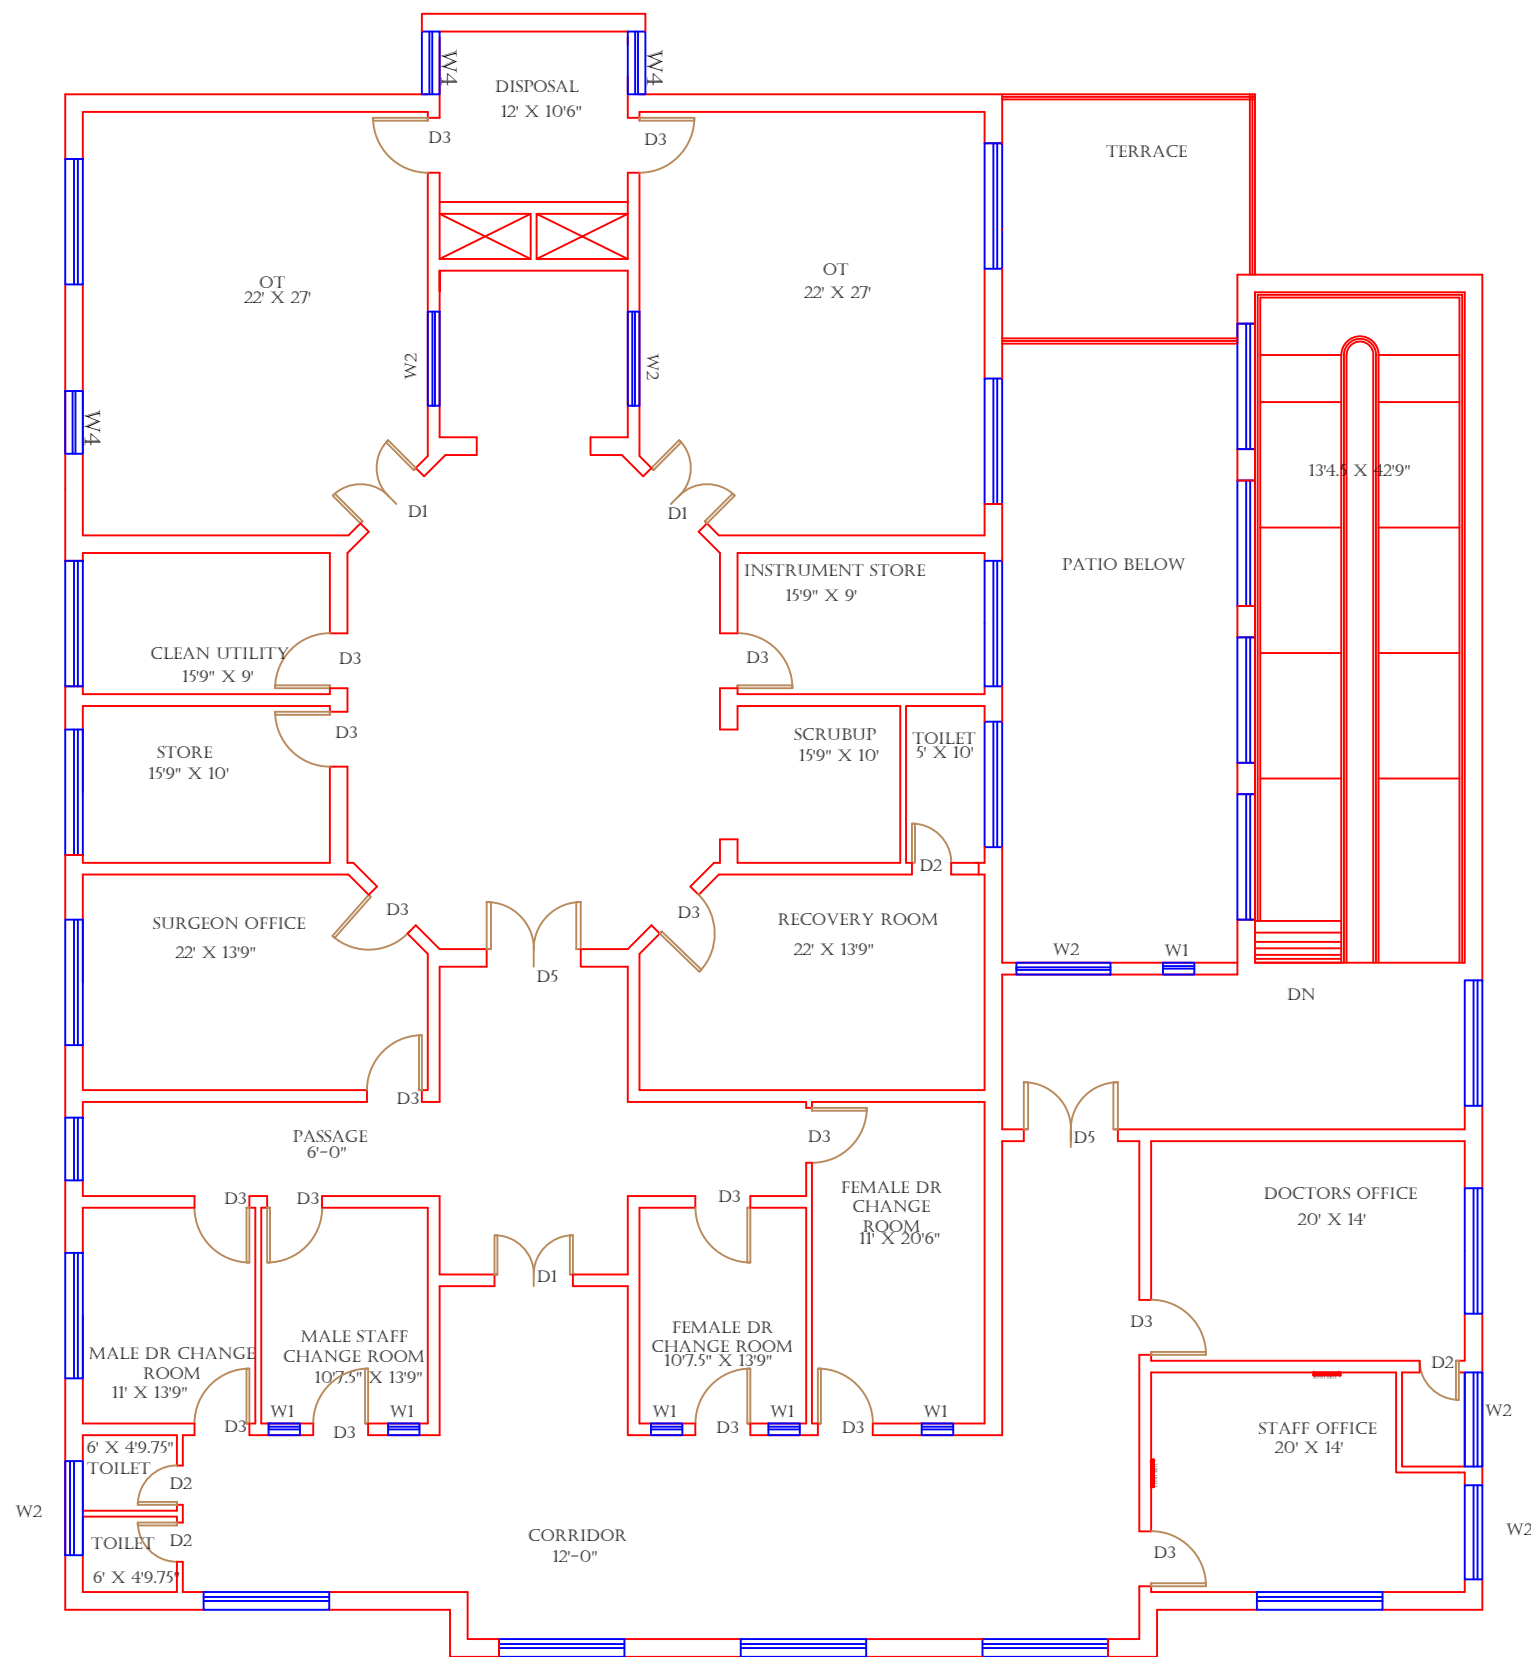 W4
W4
DISPOSAL
12' X 10'6"
D3
D3
TERRACE
OT
22' X 27'
OT
22' X 27'
W2
W2
W4
13'4.5 X 42'9"
D1
D1
PATIO BELOW
INSTRUMENT STORE
15'9" X 9'
CLEAN UTILITY
15'9" X 9'
D3
D3
D3
STORE
15'9" X 10'
SCRUBUP
15'9" X 10'
TOILET
5' X 10'
D2
SURGEON OFFICE
22' X 13'9"
D3
D3
RECOVERY ROOM
22' X 13'9"
D5
W2
W1
DN
D3
PASSAGE
6'-0"
D3
D5
D3
D3
D3
FEMALE DR
CHANGE
ROOM
11' X 20'6"
DOCTORS OFFICE
20' X 14'
D1
D3
MALE DR CHANGE
ROOM
11' X 13'9"
MALE STAFF
CHANGE ROOM
10'7.5" X 13'9"
FEMALE DR
CHANGE ROOM
10'7.5" X 13'9"
D2
D3
W1
D3
W1
W1
D3
W1
D3
W1
W2
STAFF OFFICE
20' X 14'
6' X 4'9.75"
TOILET
D2
W2
TOILET
D2
6' X 4'9.75"
CORRIDOR
12'-0"
D3
W2